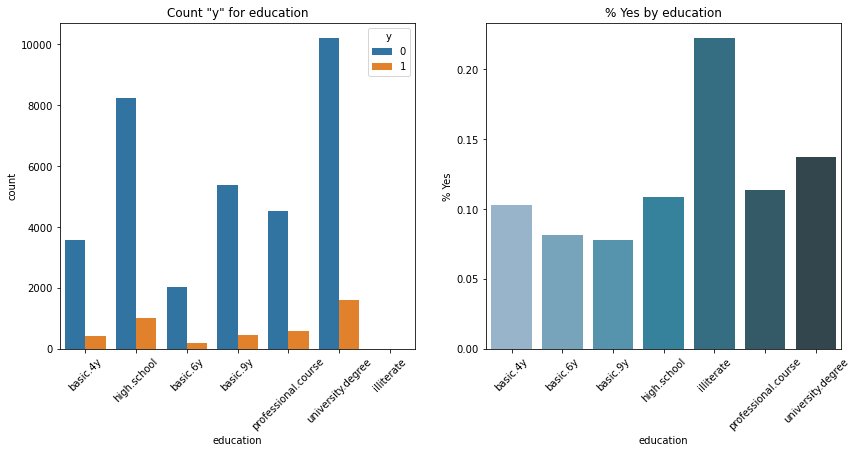 Count "y" for education
y
0
1
10000
8000
6000
4000
2000
0
count
basic.4y
high.school
basic.6y
basic.9y
professional.course
university.degree
illiterate
education
% Yes by education
0.20
0.15
0.10
0.05
0.00
% Yes
basic.4y
basic.6y
basic.9y
high.school
illiterate
professional.course
university.degree
education